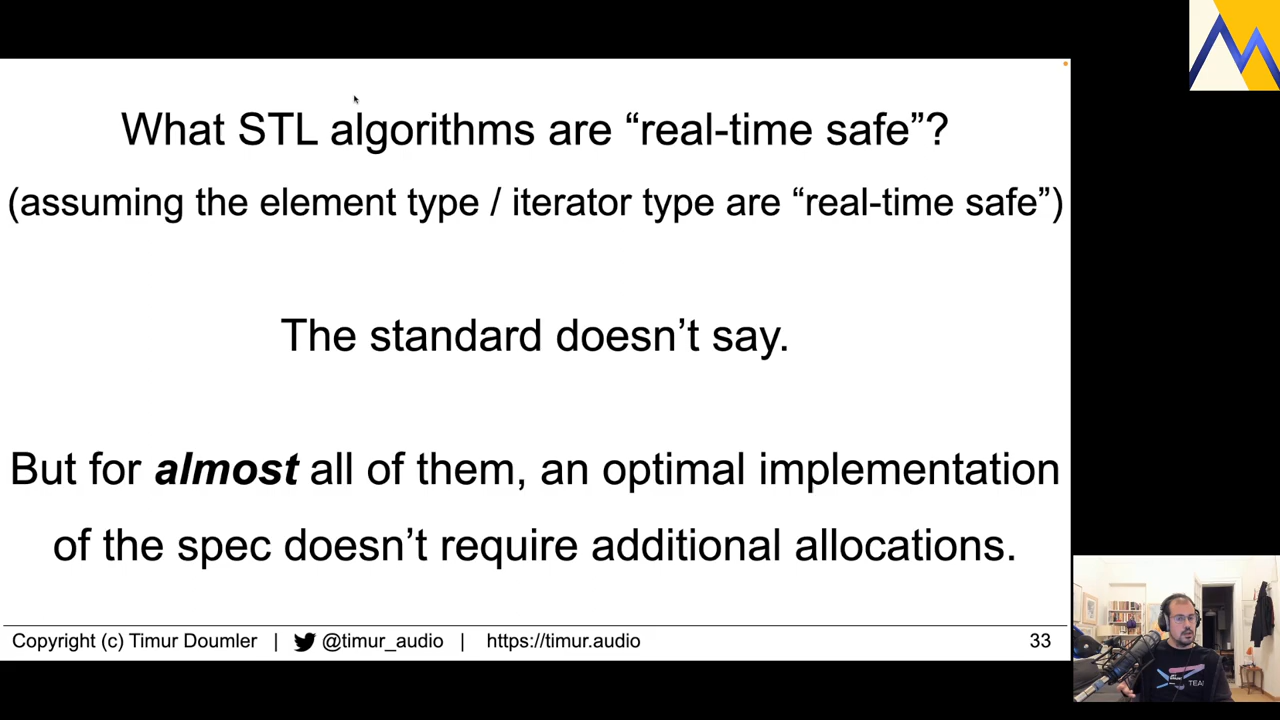 What STL algorithms are “real-time safe”?
(assuming the element type / iterator type are “real-time safe”)
The standard doesn’t say.
But for almost all of them, an optimal implementation
of the spec doesn’t require additional allocations.
Copyright (c) Timur Doumler | @timur_audio | https://timur.audio 33
TEA